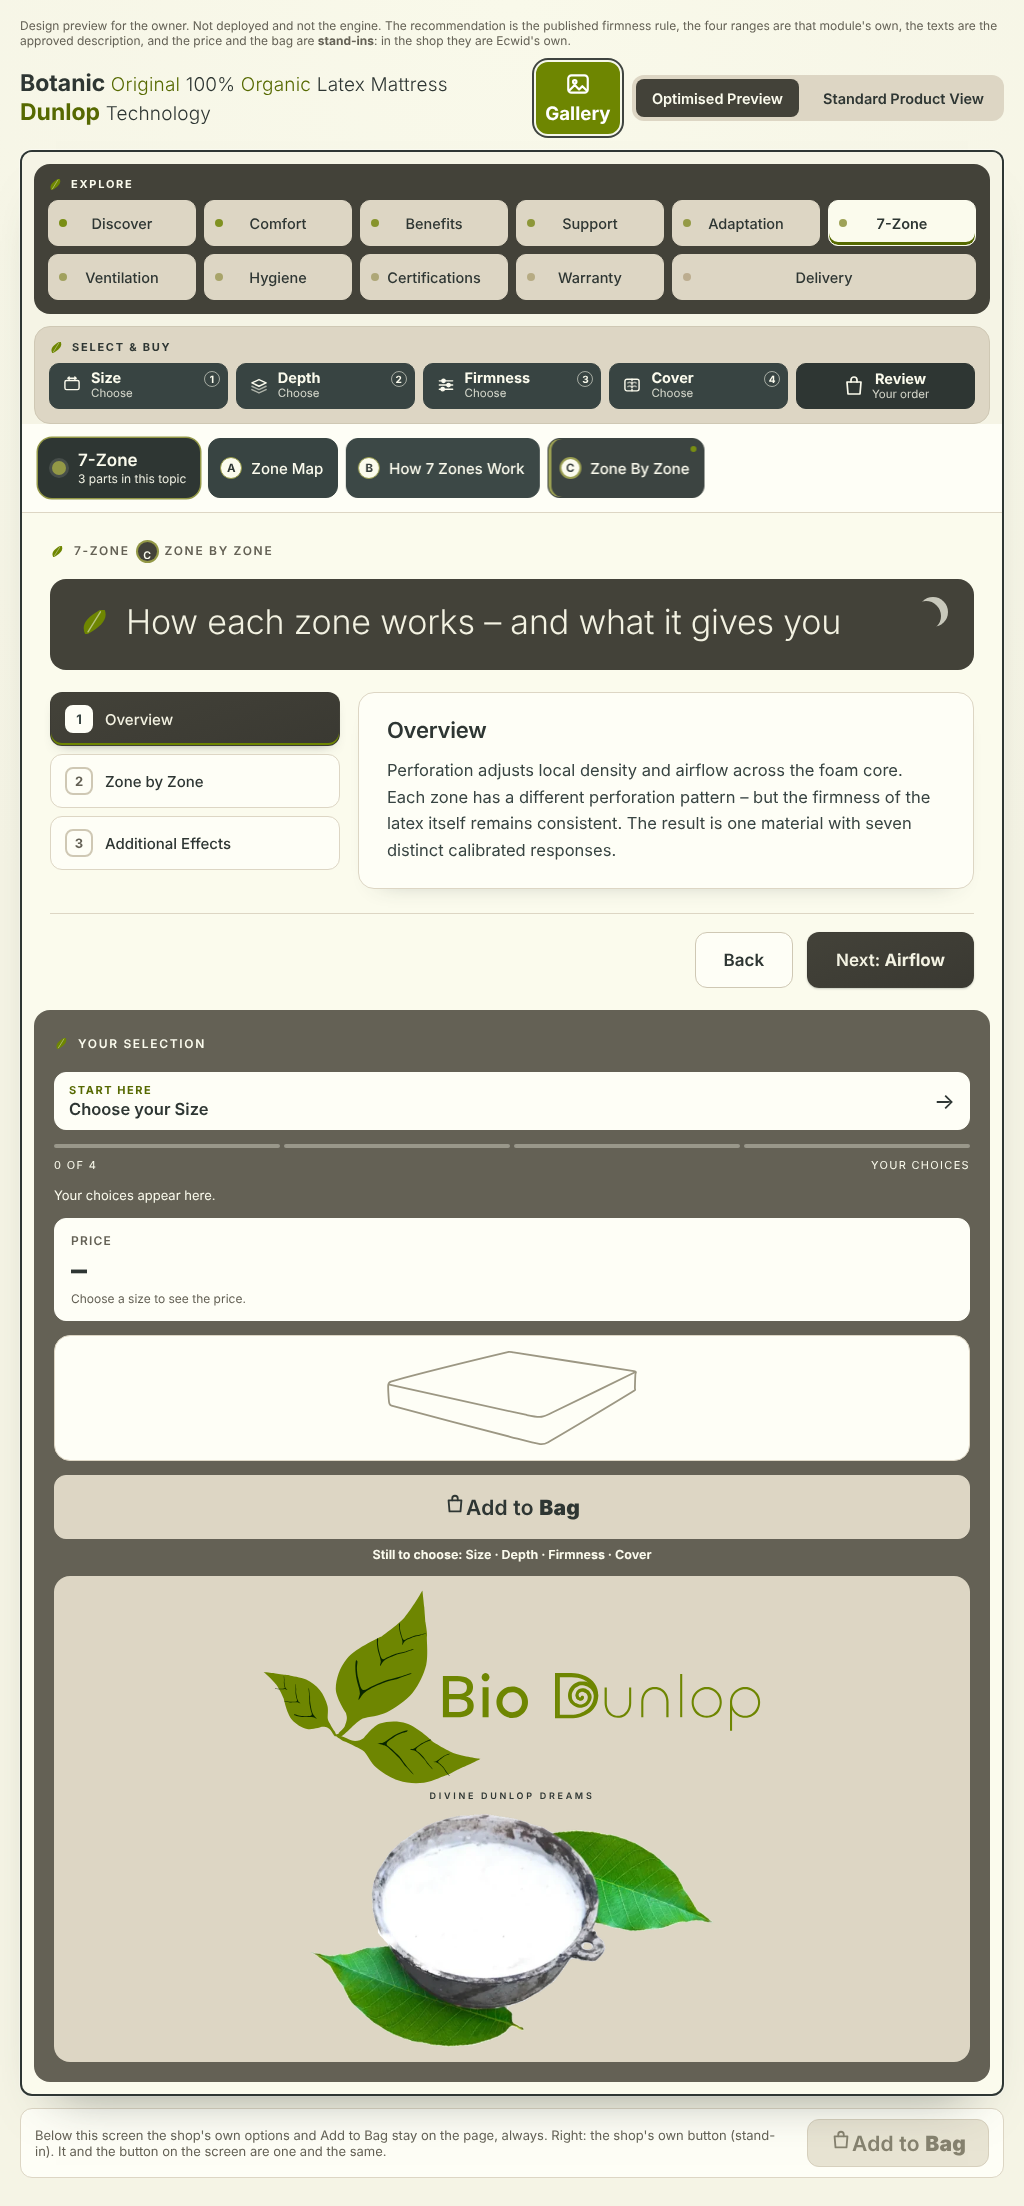 Design preview for the owner. Not deployed and not the engine. The recommendation is the published firmness rule, the four ranges are that module's own, the texts are the
approved description, and the price and the bag are stand-ins: in the shop they are Ecwid's own.
Botanic Original 100% Organic Latex Mattress
Dunlop Technology
Gallery
Optimised Preview
Standard Product View
EXPLORE
Discover
Comfort
Benefits
Support
Adaptation
7-Zone
Ventilation
Hygiene
Certifications
Warranty
Delivery
SELECT & BUY
Size
Choose
1
Depth
Choose
2
Firmness
Choose
3
Cover
Choose
4
Review
Your order
7-Zone
3 parts in this topic
A Zone Map
B How 7 Zones Work
C Zone By Zone
7-ZONE C ZONE BY ZONE
How each zone works – and what it gives you
1 Overview
2 Zone by Zone
3 Additional Effects
Overview
Perforation adjusts local density and airflow across the foam core.
Each zone has a different perforation pattern – but the firmness of the
latex itself remains consistent. The result is one material with seven
distinct calibrated responses.
Back
Next: Airflow
YOUR SELECTION
START HERE
Choose your Size
0 OF 4
YOUR CHOICES
Your choices appear here.
PRICE
–
Choose a size to see the price.
Add to Bag
Still to choose: Size · Depth · Firmness · Cover
Bio Dunlop
DIVINE DUNLOP DREAMS
Below this screen the shop's own options and Add to Bag stay on the page, always. Right: the shop's own button (stand-
in). It and the button on the screen are one and the same.
Add to Bag